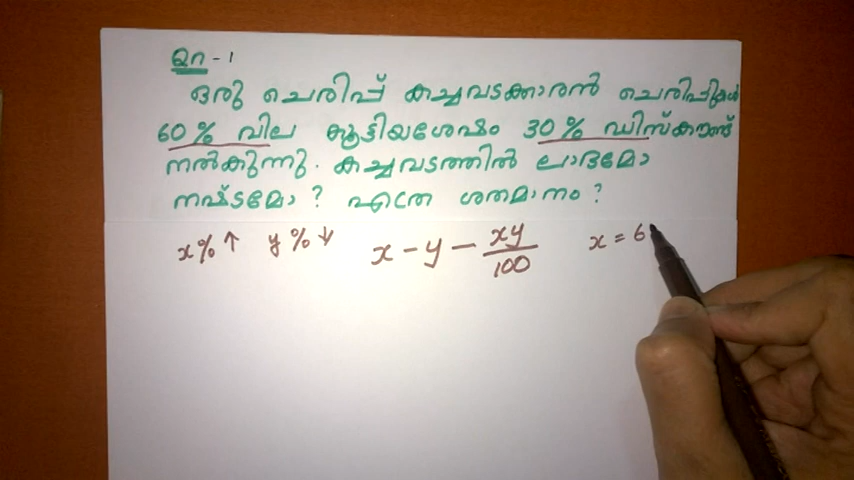 Qn - 1
ഒരു ചെരിപ്പ് കച്ചവടക്കാരൻ ചെരിപ്പുകൾ
60 % വില കൂട്ടിയശേഷം 30 % ഡിസ്കൗണ്ട്
നൽകുന്നു. കച്ചവടത്തിൽ ലാഭമോ
നഷ്ടമോ ? എത്ര ശതമാനം ?
x% ↑ y% ↓ x - y - xy/100 x = 6